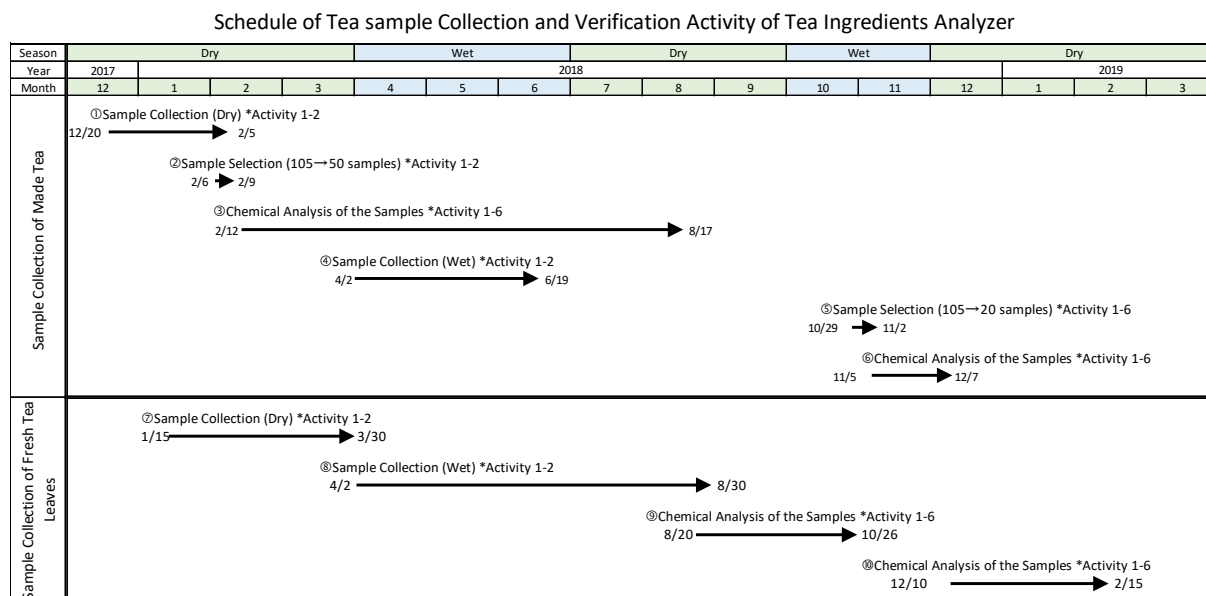 Schedule of Tea sample Collection and Verification Activity of Tea Ingredients Analyzer
Season Dry Wet Dry Wet Dry
Year 2017 2018 2019
Month 12 1 2 3 4 5 6 7 8 9 10 11 12 1 2 3
Sample Collection of Made Tea
①Sample Collection (Dry) *Activity 1-2
12/20 2/5
②Sample Selection (105→50 samples) *Activity 1-2
2/6 2/9
③Chemical Analysis of the Samples *Activity 1-6
2/12 8/17
④Sample Collection (Wet) *Activity 1-2
4/2 6/19
⑤Sample Selection (105→20 samples) *Activity 1-6
10/29 11/2
⑥Chemical Analysis of the Samples *Activity 1-6
11/5 12/7
Sample Collection of Fresh Tea
Leaves
⑦Sample Collection (Dry) *Activity 1-2
1/15 3/30
⑧Sample Collection (Wet) *Activity 1-2
4/2 8/30
⑨Chemical Analysis of the Samples *Activity 1-6
8/20 10/26
⑩Chemical Analysis of the Samples *Activity 1-6
12/10 2/15